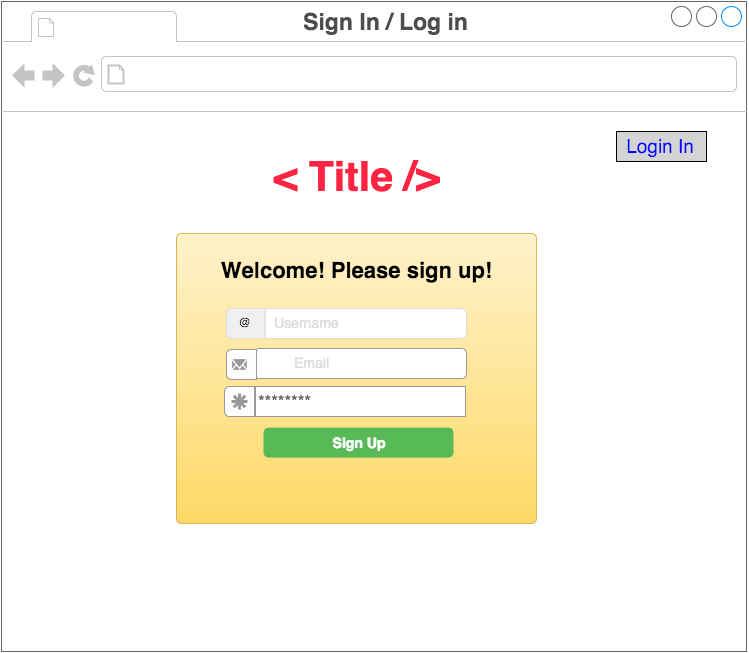 Sign In / Log in
Login In
< Title />
Welcome! Please sign up!
@ Username
Email
********
Sign Up